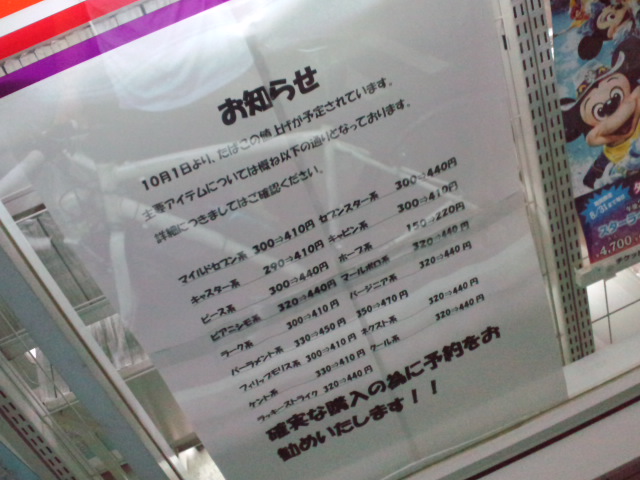 お知らせ
10月1日より、たばこの値上げが予定されています。
主要アイテムについては概ね以下の通りとなっております。
詳細につきましてはご確認ください。
マイルドセブン系 300⇒410円 セブンスター系 300⇒440円
キャスター系 290⇒410円 キャビン系 300⇒410円
ピース系 300⇒440円 ホープ系 150⇒220円
ピアニシモ系 320⇒440円 マールボロ系 320⇒440円
ラーク系 300⇒410円 バージニア系 320⇒440円
パーラメント系 330⇒450円 350⇒470円
フィリップモリス系 300⇒410円 ネクスト系 320⇒440円
ケント系 330⇒410円 クール系 320⇒440円
ラッキーストライク 320⇒440円
確実な購入の為に予約をお
勧めいたします!!
8/31
4,700